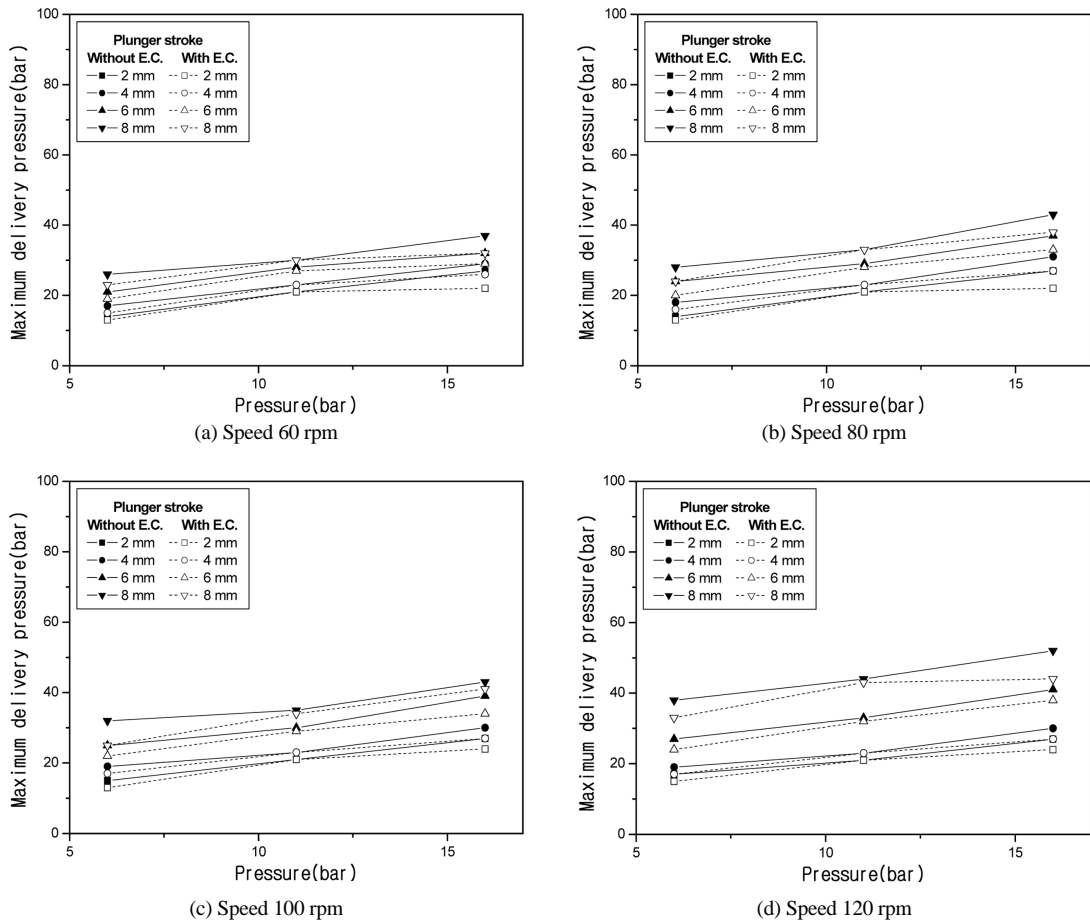 100
80
60
40
20
0
Maximum delivery pressure(bar)
Plunger stroke
Without E.C. With E.C.
2 mm 2 mm
4 mm 4 mm
6 mm 6 mm
8 mm 8 mm
5 10 15
Pressure(bar)
(a) Speed 60 rpm
100
80
60
40
20
0
Maximum delivery pressure(bar)
Plunger stroke
Without E.C. With E.C.
2 mm 2 mm
4 mm 4 mm
6 mm 6 mm
8 mm 8 mm
5 10 15
Pressure(bar)
(b) Speed 80 rpm
100
80
60
40
20
0
Maximum delivery pressure(bar)
Plunger stroke
Without E.C. With E.C.
2 mm 2 mm
4 mm 4 mm
6 mm 6 mm
8 mm 8 mm
5 10 15
Pressure(bar)
(c) Speed 100 rpm
100
80
60
40
20
0
Maximum delivery pressure(bar)
Plunger stroke
Without E.C. With E.C.
2 mm 2 mm
4 mm 4 mm
6 mm 6 mm
8 mm 8 mm
5 10 15
Pressure(bar)
(d) Speed 120 rpm